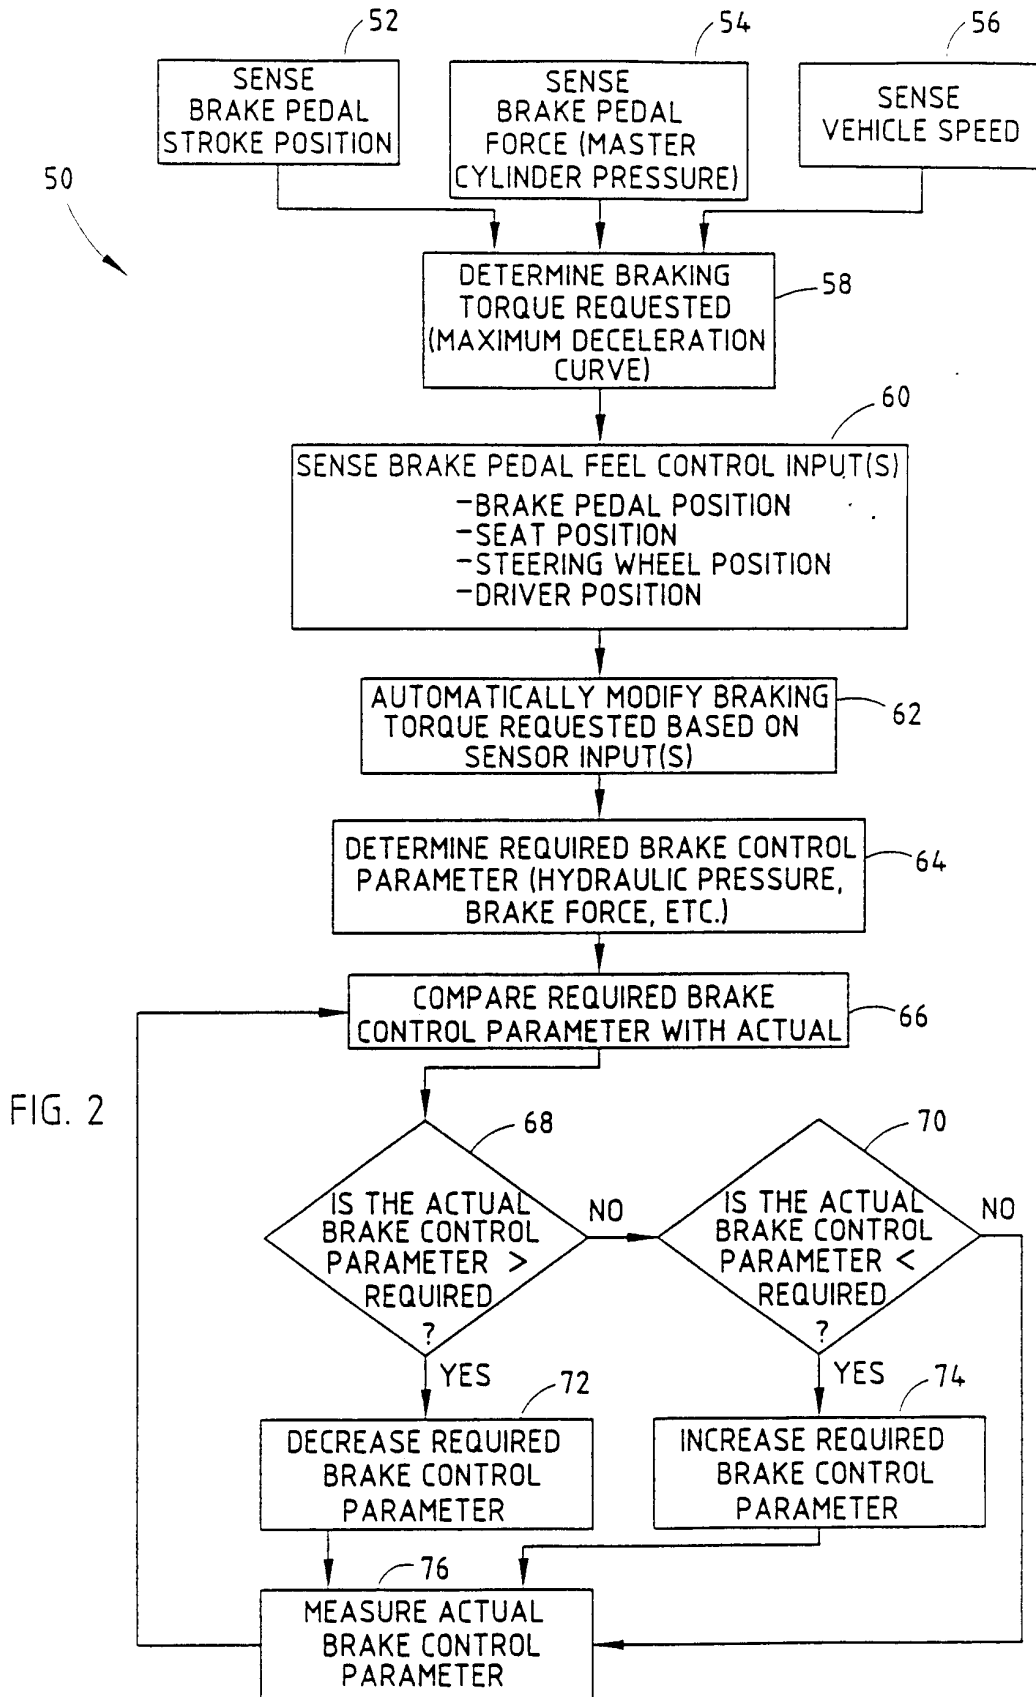 52
54
56
SENSE
BRAKE PEDAL
STROKE POSITION
SENSE
BRAKE PEDAL
FORCE (MASTER
CYLINDER PRESSURE)
SENSE
VEHICLE SPEED
50
DETERMINE BRAKING
TORQUE REQUESTED
(MAXIMUM DECELERATION
CURVE)
58
60
SENSE BRAKE PEDAL FEEL CONTROL INPUT(S)
-BRAKE PEDAL POSITION
-SEAT POSITION
-STEERING WHEEL POSITION
-DRIVER POSITION
AUTOMATICALLY MODIFY BRAKING
TORQUE REQUESTED BASED ON
SENSOR INPUT(S)
62
DETERMINE REQUIRED BRAKE CONTROL
PARAMETER (HYDRAULIC PRESSURE,
BRAKE FORCE, ETC.)
64
COMPARE REQUIRED BRAKE
CONTROL PARAMETER WITH ACTUAL
66
FIG. 2
68
IS THE ACTUAL
BRAKE CONTROL
PARAMETER >
REQUIRED
?
NO
70
IS THE ACTUAL
BRAKE CONTROL
PARAMETER <
REQUIRED
?
NO
YES
YES
72
DECREASE REQUIRED
BRAKE CONTROL
PARAMETER
74
INCREASE REQUIRED
BRAKE CONTROL
PARAMETER
76
MEASURE ACTUAL
BRAKE CONTROL
PARAMETER